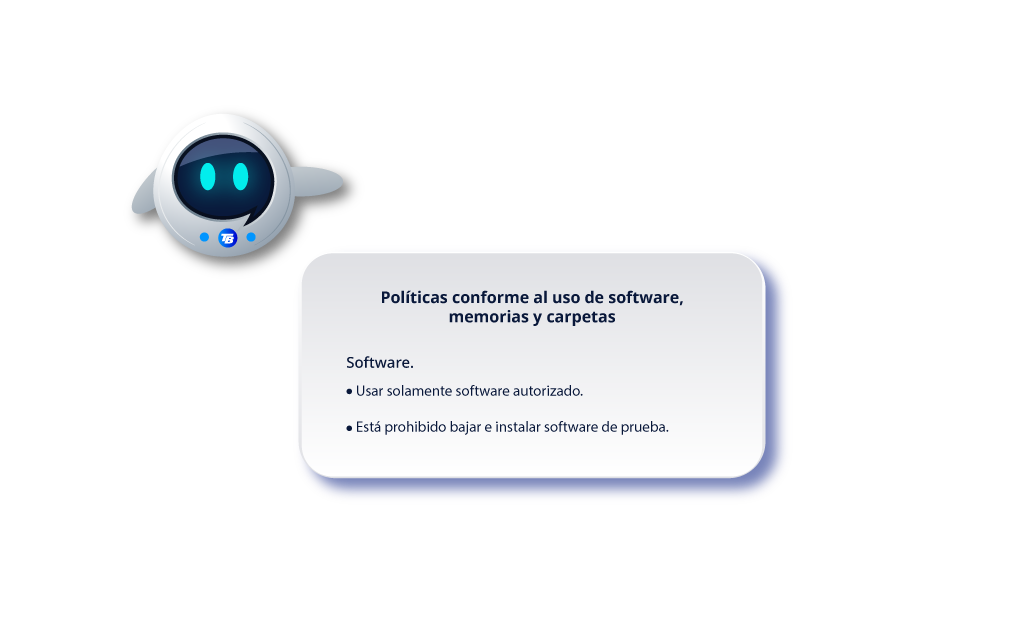 TB
Políticas conforme al uso de software,
memorias y carpetas
Software.
• Usar solamente software autorizado.
• Está prohibido bajar e instalar software de prueba.